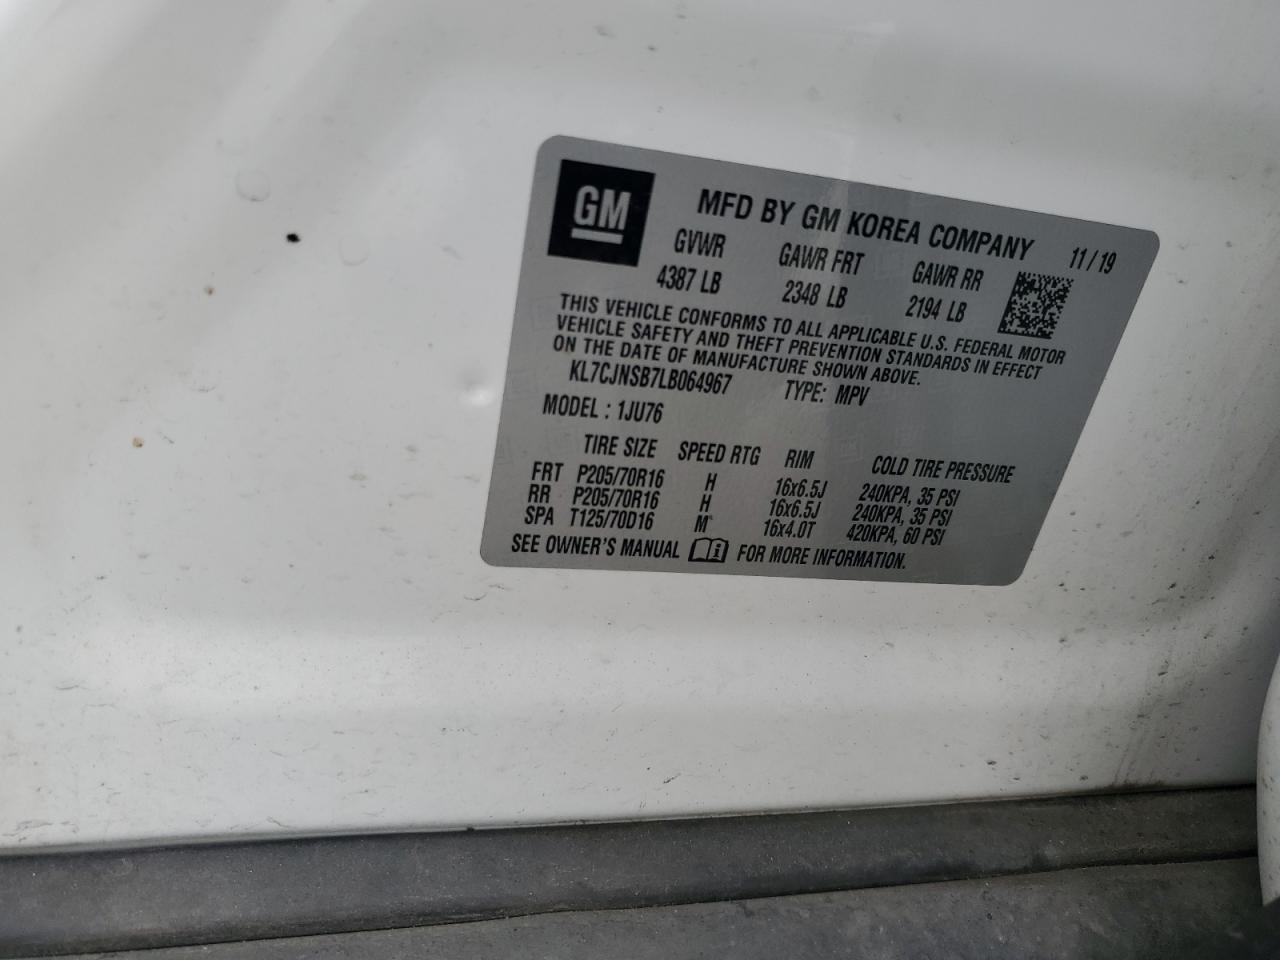 GM
MFD BY GM KOREA COMPANY 11/19
GVWR GAWR FRT GAWR RR
4387 LB 2348 LB 2194 LB
THIS VEHICLE CONFORMS TO ALL APPLICABLE U.S. FEDERAL MOTOR
VEHICLE SAFETY AND THEFT PREVENTION STANDARDS IN EFFECT
ON THE DATE OF MANUFACTURE SHOWN ABOVE.
KL7CJNSB7LB064967 TYPE: MPV
MODEL : 1JU76
TIRE SIZE SPEED RTG RIM COLD TIRE PRESSURE
FRT P205/70R16 H 16x6.5J 240KPA, 35 PSI
RR P205/70R16 H 16x6.5J 240KPA, 35 PSI
SPA T125/70D16 M 16x4.0T 420KPA, 60 PSI
SEE OWNER'S MANUAL FOR MORE INFORMATION.